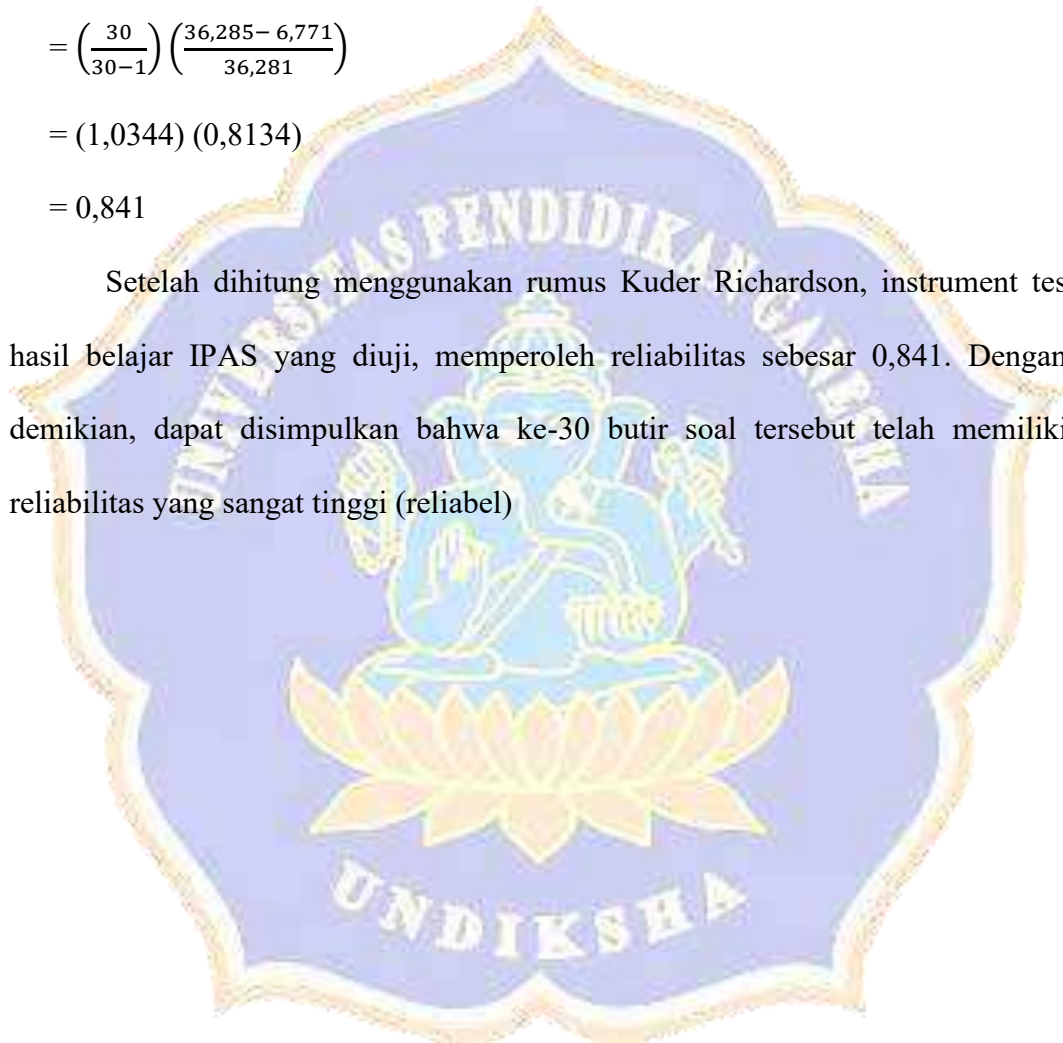 = (30/30−1) (36,285− 6,771/36,281)
= (1,0344) (0,8134)
= 0,841
Setelah dihitung menggunakan rumus Kuder Richardson, instrument tes
hasil belajar IPAS yang diuji, memperoleh reliabilitas sebesar 0,841. Dengan
demikian, dapat disimpulkan bahwa ke-30 butir soal tersebut telah memiliki
reliabilitas yang sangat tinggi (reliabel)
UNIVERSITAS PENDIDIKAN GANESHA
UNDIKSHA